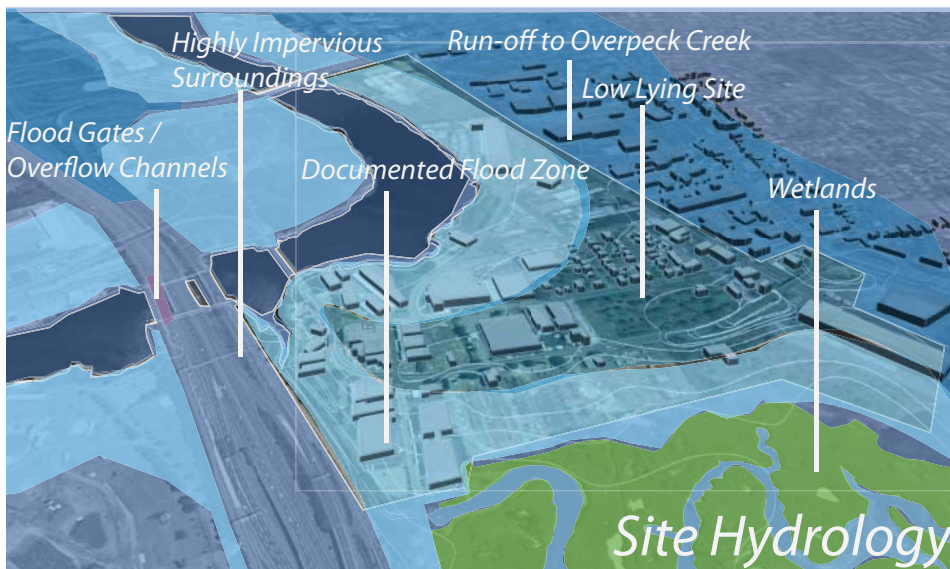 Highly Impervious
Surroundings
Run-off to Overpeck Creek
Low Lying Site
Flood Gates /
Overflow Channels
Documented Flood Zone
Wetlands
Site Hydrology